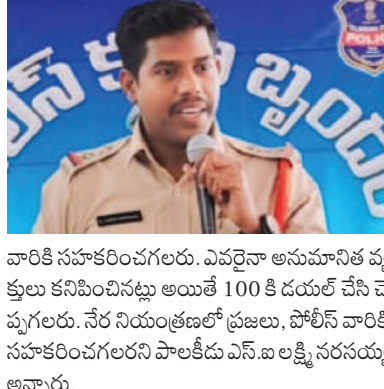 పోలీస్ కళా బృందం
వారికి సహకరించగలరు. ఎవరైనా అనుమానిత వ్య
క్తులు కనిపించినట్లు అయితే 100 కి డయల్ చేసి చె
ప్పగలరు. నేర నియంత్రణలో ప్రజలు, పోలీస్ వారికి
సహకరించగలరని పాలకీడు ఎస్.ఐ లక్ష్మి నరసయ్య
అన్నారు.